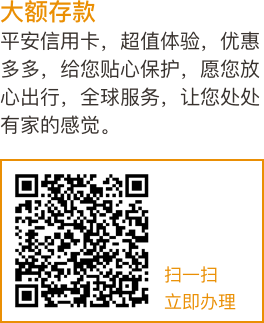 大额存款
平安信用卡，超值体验，优惠
多多，给您贴心保护，愿您放
心出行，全球服务，让您处处
有家的感觉。
扫一扫
立即办理